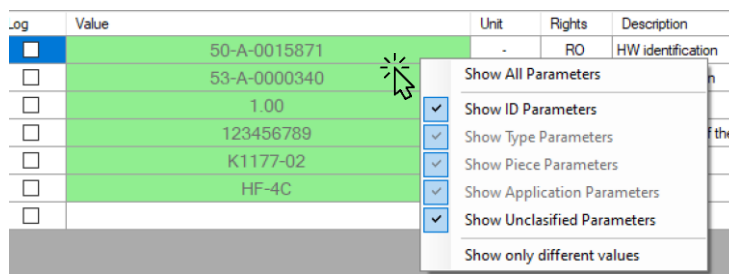 Log Value Unit Rights Description
50-A-0015871 - RO HW identification
53-A-0000340
Show All Parameters
1.00
Show ID Parameters
123456789
Show Type Parameters
K1177-02
Show Piece Parameters
HF-4C
Show Application Parameters
Show Unclasified Parameters
Show only different values